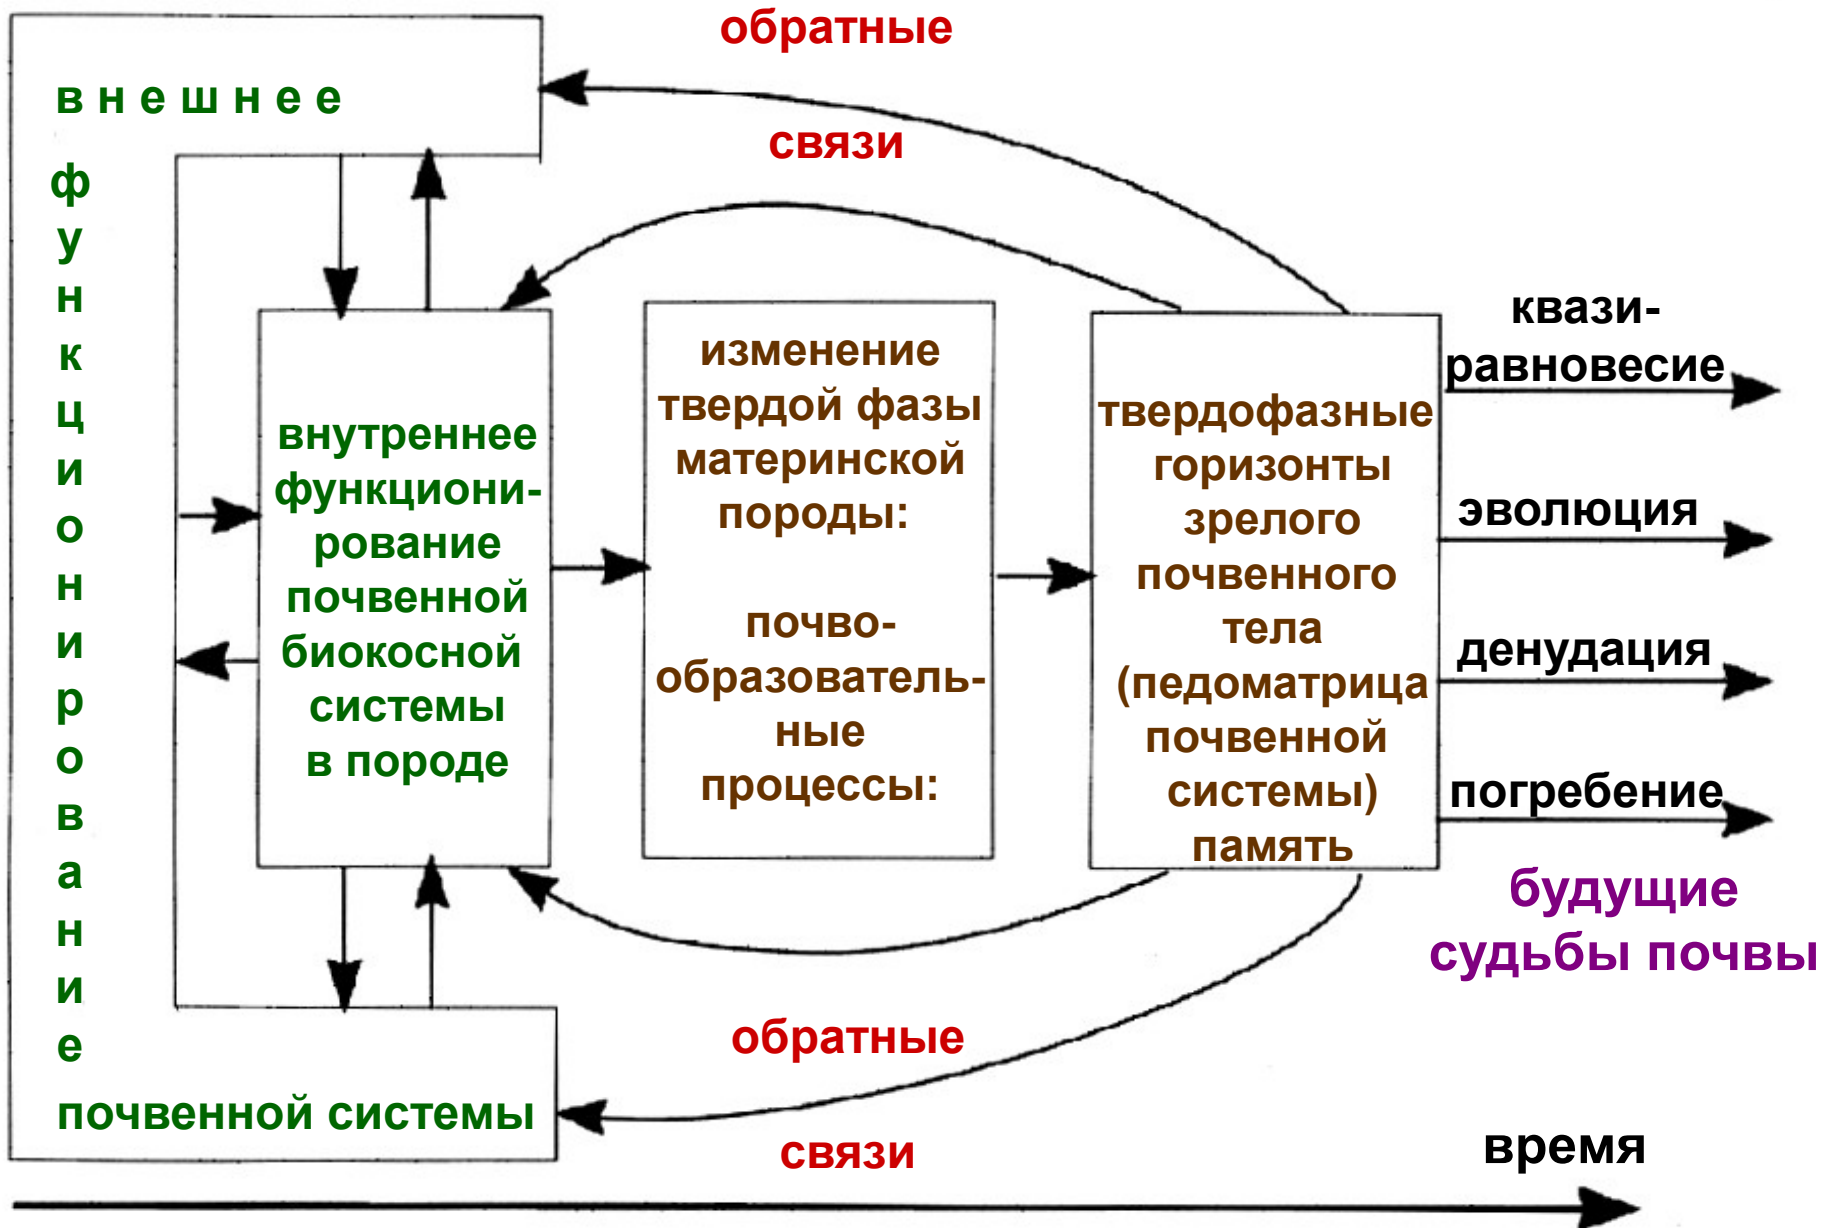 обратные
связи
в н е ш н е е
ф
у
н
к
ц
и
о
н
и
р
о
в
а
н
и
е
почвенной системы
внутреннее
функциони-
рование
почвенной
биокосной
системы
в породе
изменение
твердой фазы
материнской
породы:
почво-
образователь-
ные
процессы:
твердофазные
горизонты
зрелого
почвенного
тела
(педоматрица
почвенной
системы)
память
квази-
равновесие
эволюция
денудация
погребение
будущие
судьбы почвы
обратные
связи
время